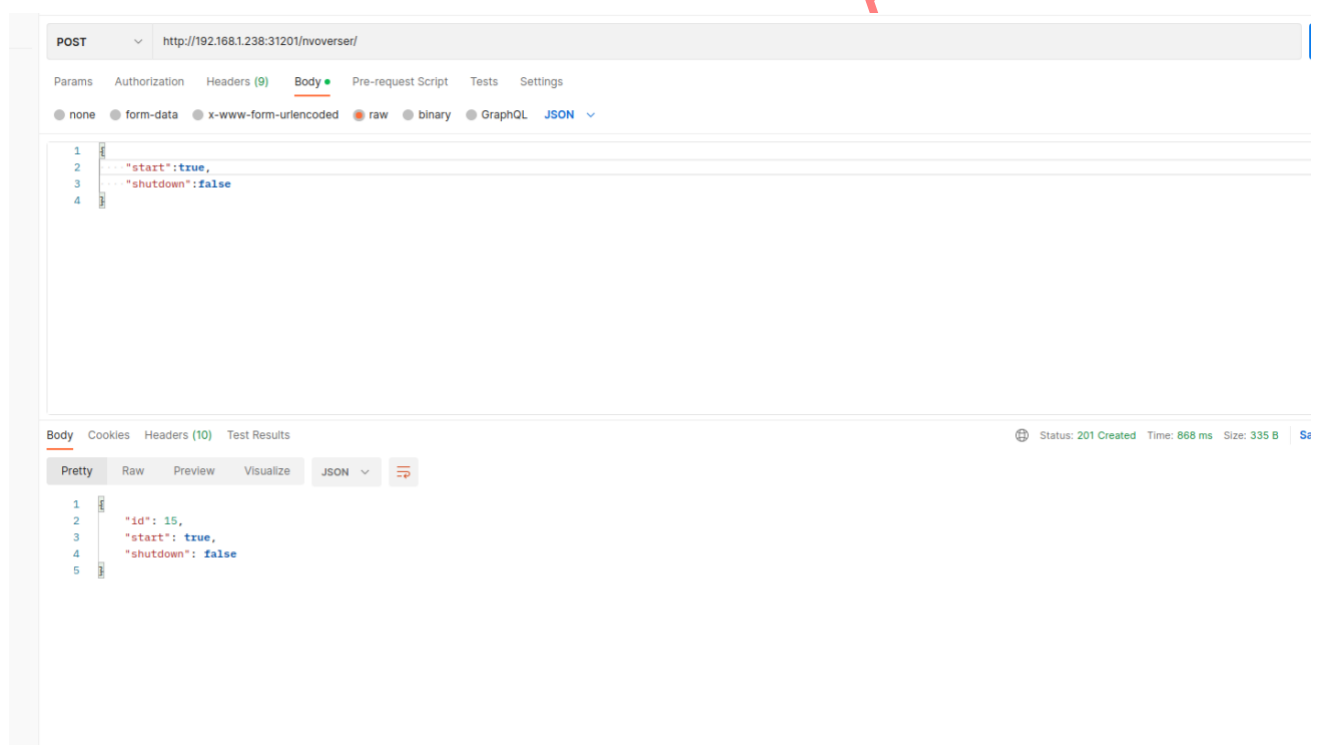 POST http://192.168.1.238:31201/nvoverser/
Params Authorization Headers (9) Body Pre-request Script Tests Settings
none form-data x-www-form-urlencoded raw binary GraphQL JSON
1 {
2 "start":true,
3 "shutdown":false
4 }
Body Cookies Headers (10) Test Results Status: 201 Created Time: 868 ms Size: 335 B Sa
Pretty Raw Preview Visualize JSON
1 {
2 "id": 15,
3 "start": true,
4 "shutdown": false
5 }